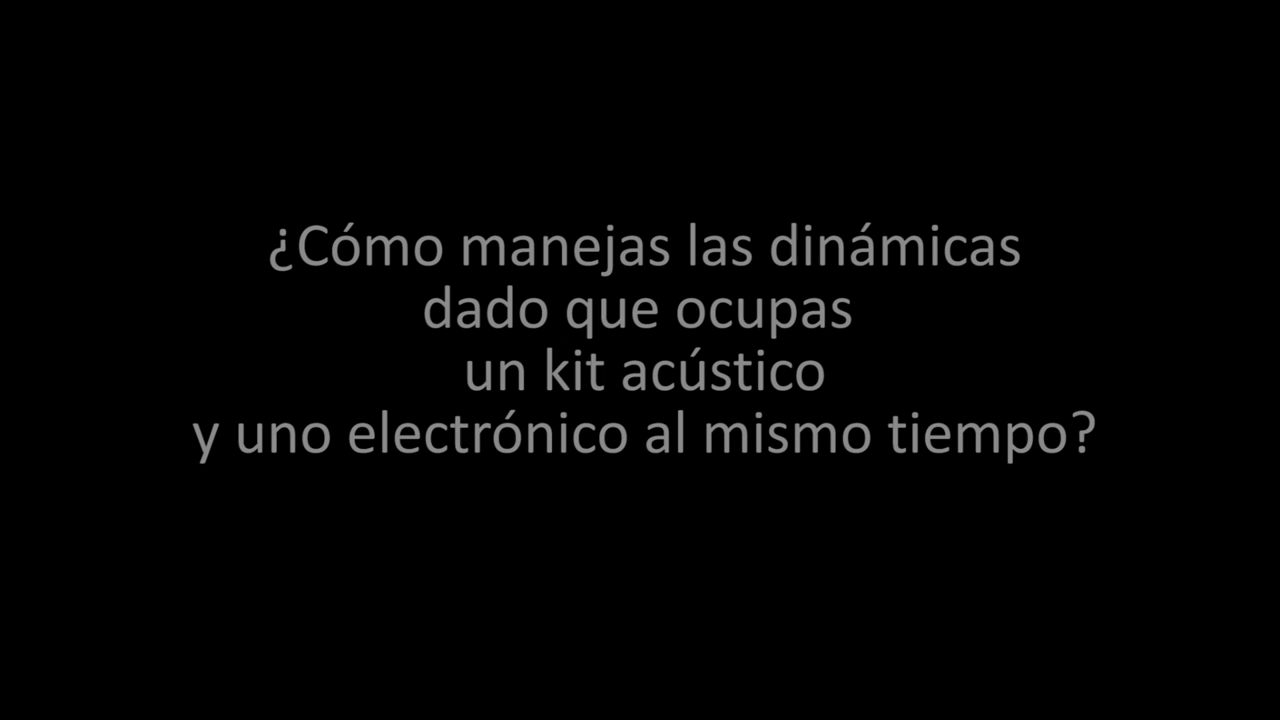 ¿Cómo manejas las dinámicas
dado que ocupas
un kit acústico
y uno electrónico al mismo tiempo?